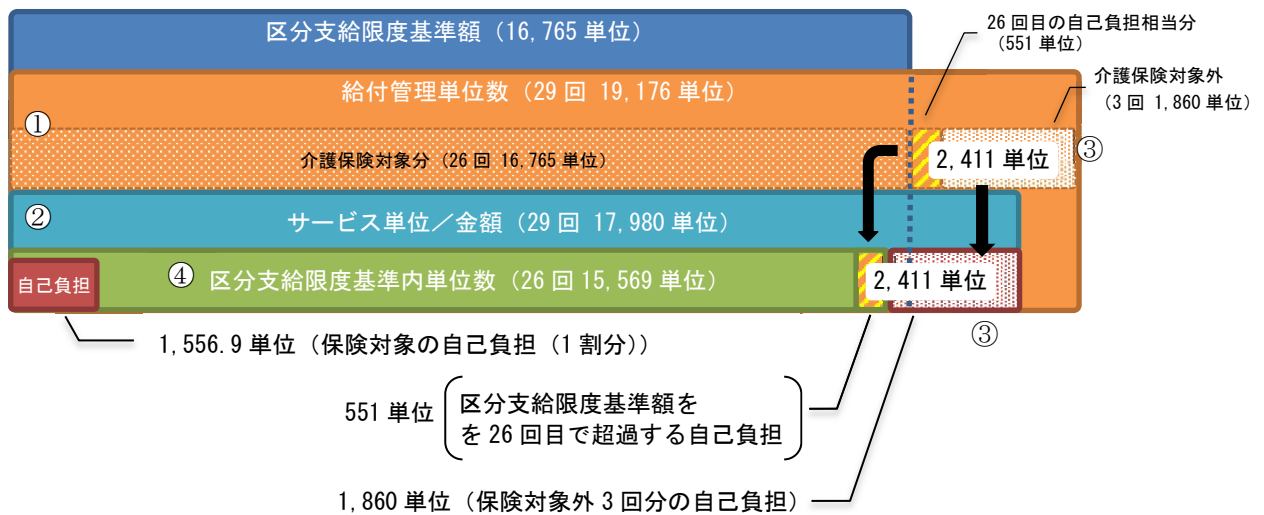 区分支給限度基準額（16,765 単位）
26 回目の自己負担相当分
（551 単位）
給付管理単位数（29 回 19,176 単位）
介護保険対象外
（3 回 1,860 単位）
①
介護保険対象分（26 回 16,765 単位）
2,411 単位
③
②
サービス単位／金額（29 回 17,980 単位）
自己負担
④
区分支給限度基準内単位数（26 回 15,569 単位）
2,411 単位
③
1,556.9 単位（保険対象の自己負担（1 割分））
551 単位
区分支給限度基準額を
を 26 回目で超過する自己負担
1,860 単位（保険対象外 3 回分の自己負担）